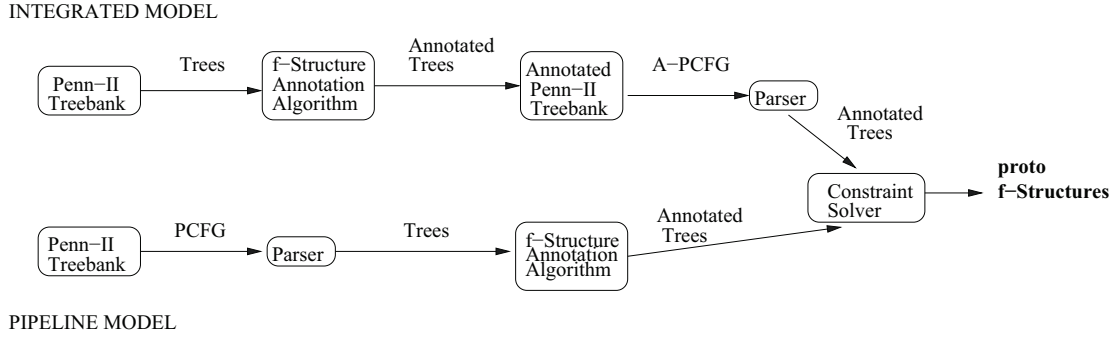 INTEGRATED MODEL
Penn−II
Treebank
Trees
f−Structure
Annotation
Algorithm
Annotated
Trees
Annotated
Penn−II
Treebank
A−PCFG
Parser
Annotated
Trees
Constraint
Solver
proto
f−Structures
Penn−II
Treebank
PCFG
Parser
Trees
f−Structure
Annotation
Algorithm
Annotated
Trees
PIPELINE MODEL